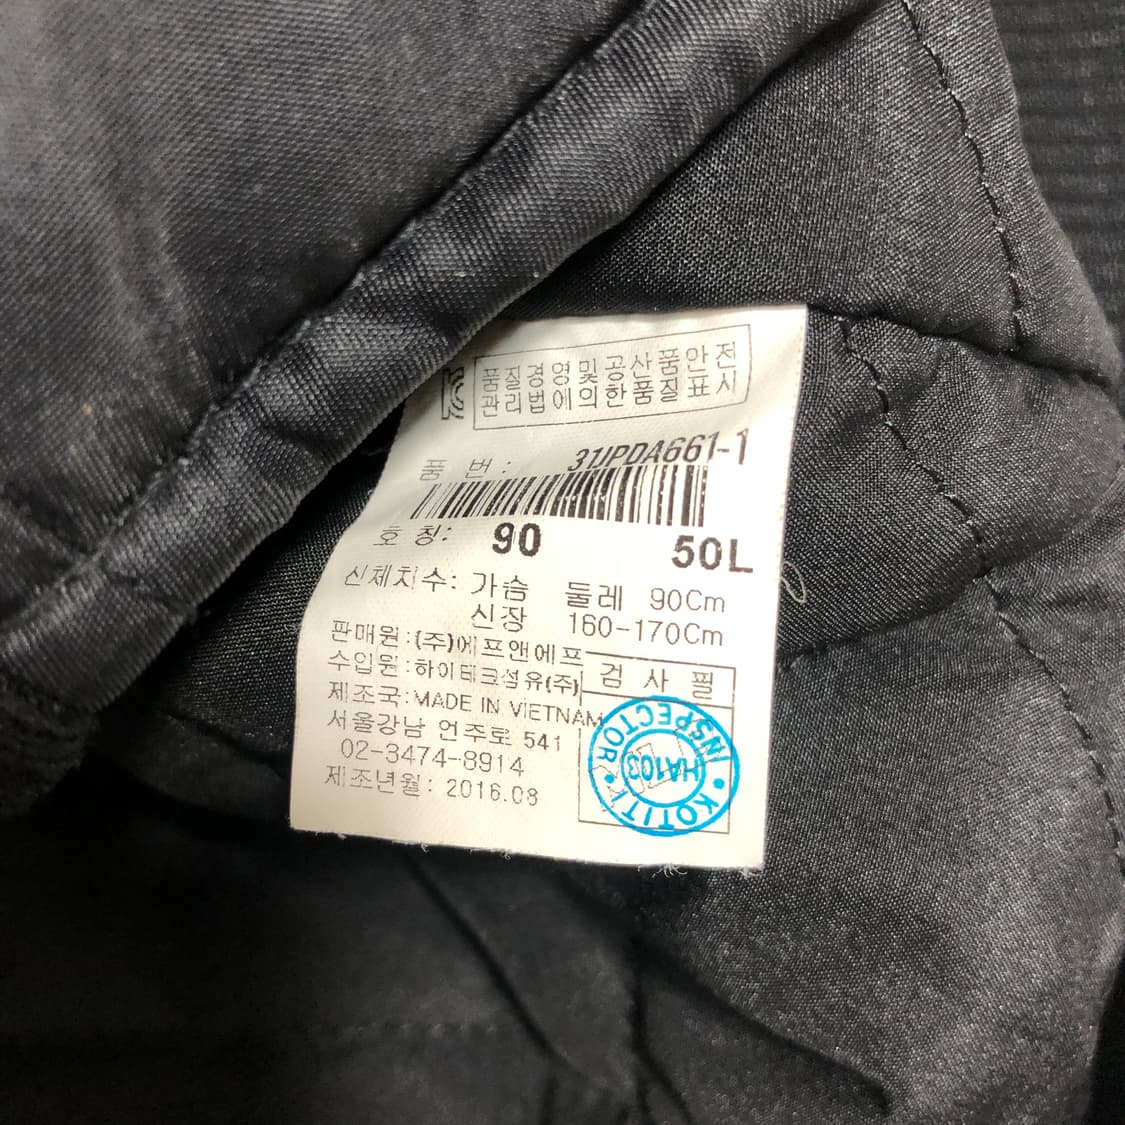 품질경영및공산품안전
관리법에의한품질표시
품 번: 31JPDA661-1
호 칭: 90 50L
신체치수: 가슴 둘레 90Cm
신장 160-170Cm
판매원:(주)에프앤에프
수입원:하이테크섬유(주)
검 사 필
제조국:MADE IN VIETNAM
서울강남 언주로 541
02-3474-8914
제조년월: 2016.08
KOTITI INSPECTOR
HA103